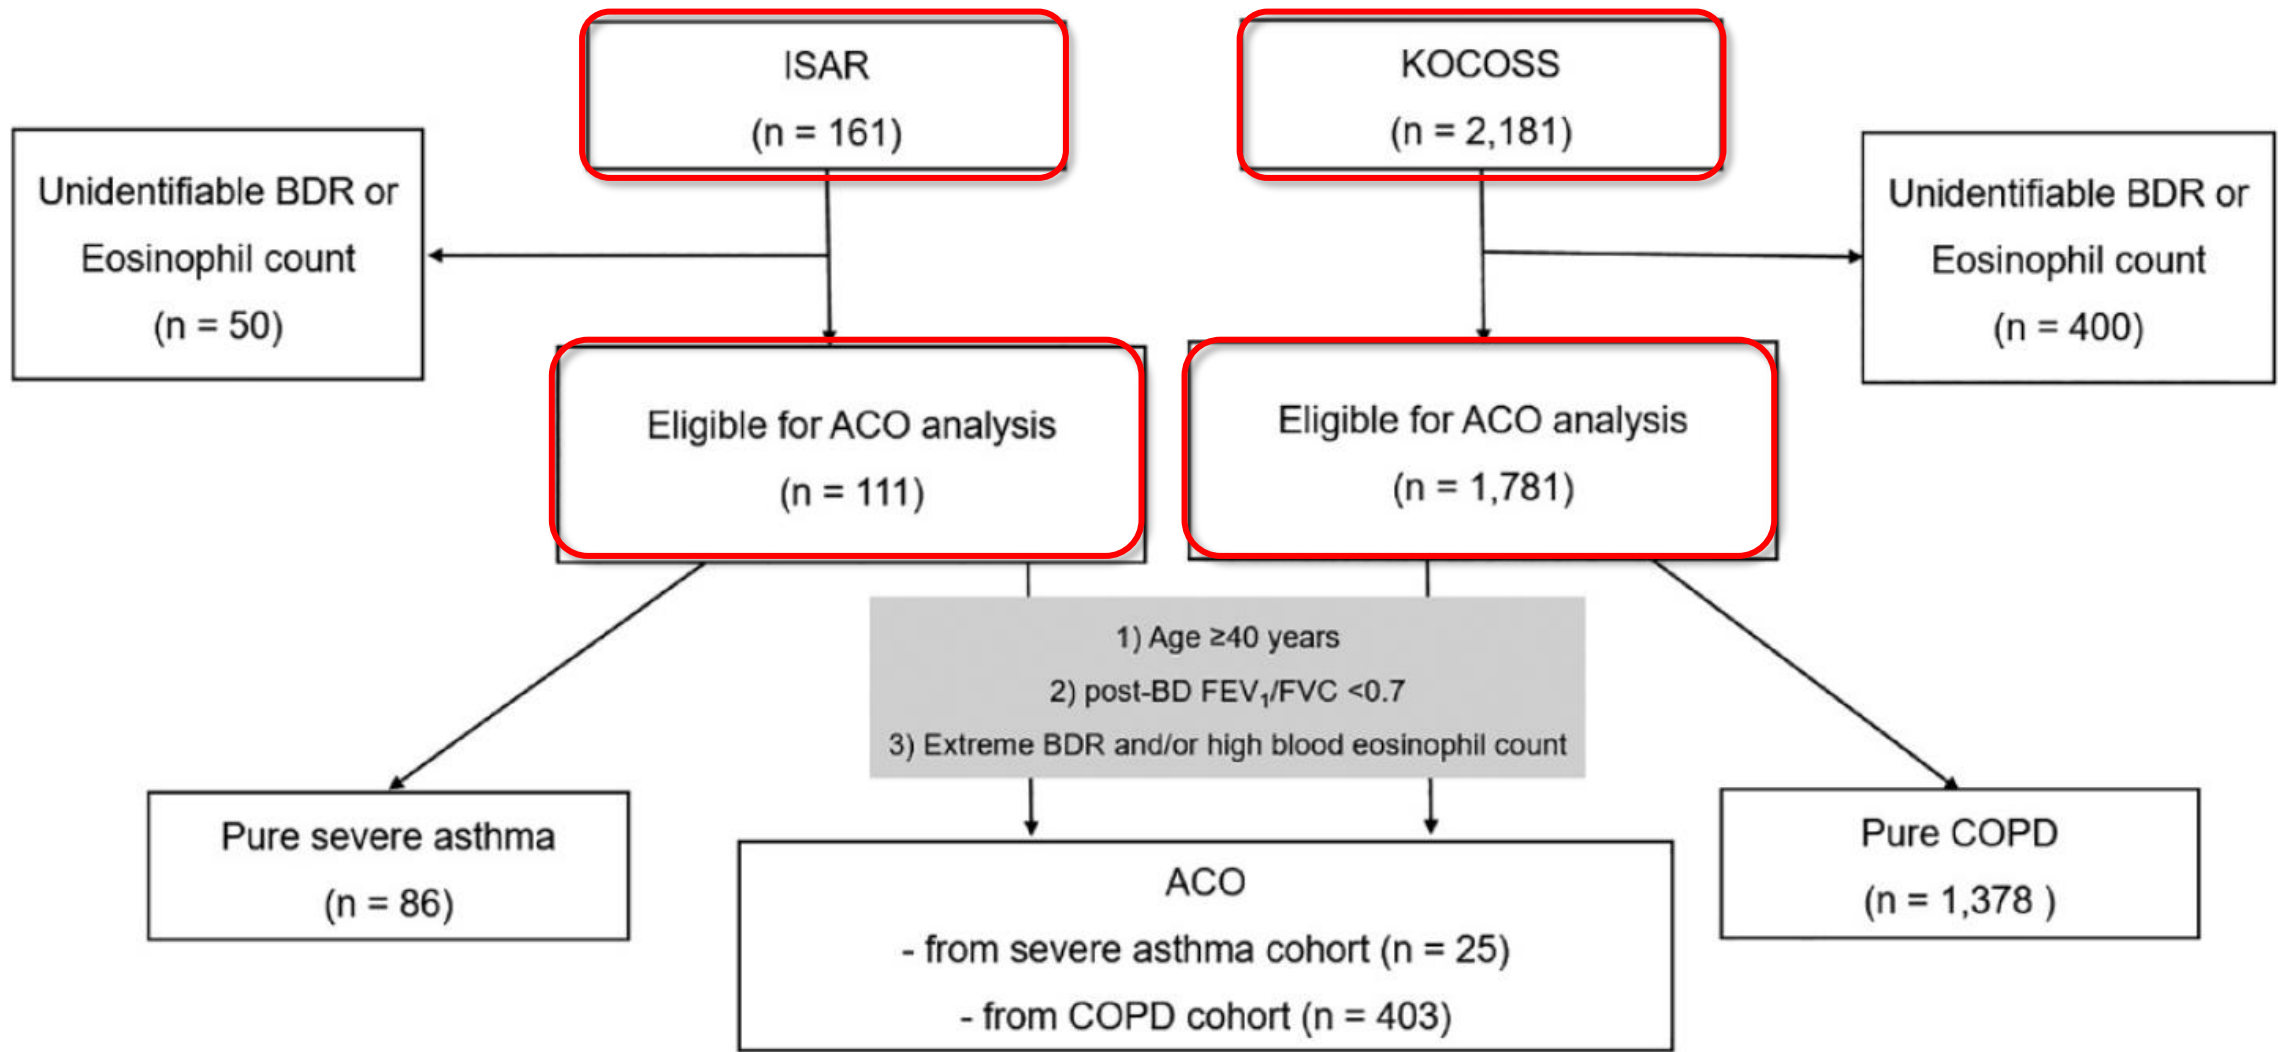 ISAR
(n = 161)
KOCOSS
(n = 2,181)
Unidentifiable BDR or
Eosinophil count
(n = 50)
Unidentifiable BDR or
Eosinophil count
(n = 400)
Eligible for ACO analysis
(n = 111)
Eligible for ACO analysis
(n = 1,781)
1) Age ≥40 years
2) post-BD FEV₁/FVC <0.7
3) Extreme BDR and/or high blood eosinophil count
Pure severe asthma
(n = 86)
ACO
- from severe asthma cohort (n = 25)
- from COPD cohort (n = 403)
Pure COPD
(n = 1,378 )